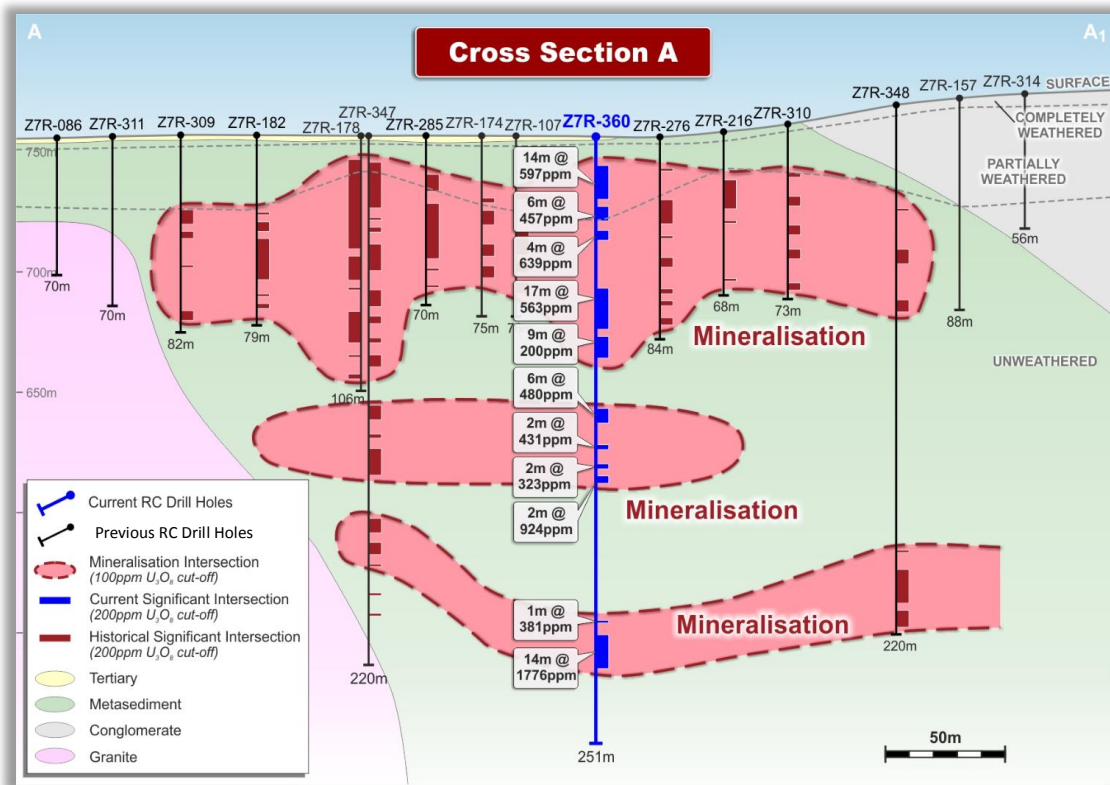 A
A1
Cross Section A
SURFACE
Z7R-086
Z7R-311
Z7R-309
Z7R-182
Z7R-178
Z7R-347
Z7R-285
Z7R-174
Z7R-107
Z7R-360
Z7R-276
Z7R-216
Z7R-310
Z7R-348
Z7R-157
Z7R-314
COMPLETELY
WEATHERED
PARTIALLY
WEATHERED
UNWEATHERED
750m
700m
650m
14m @
597ppm
6m @
457ppm
4m @
639ppm
17m @
563ppm
9m @
200ppm
6m @
480ppm
2m @
431ppm
2m @
323ppm
2m @
924ppm
1m @
381ppm
14m @
1776ppm
70m
70m
82m
79m
106m
220m
70m
75m
7
251m
84m
68m
73m
220m
88m
56m
Mineralisation
Mineralisation
Mineralisation
Current RC Drill Holes
Previous RC Drill Holes
Mineralisation Intersection
(100ppm U3O8 cut-off)
Current Significant Intersection
(200ppm U3O8 cut-off)
Historical Significant Intersection
(200ppm U3O8 cut-off)
Tertiary
Metasediment
Conglomerate
Granite
50m